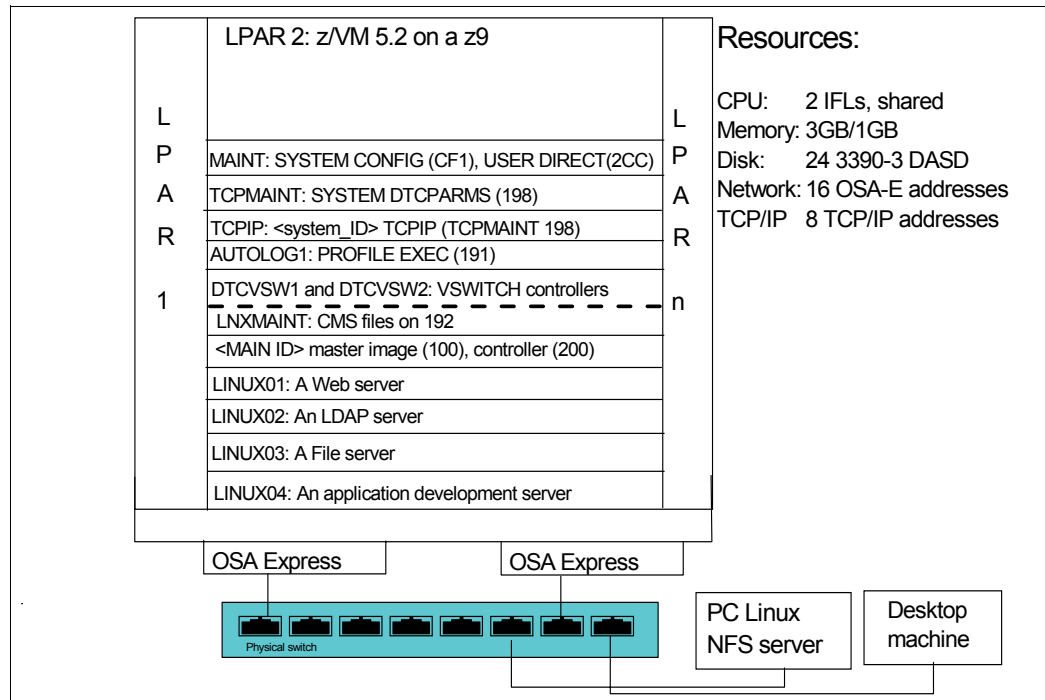 LPAR 2: z/VM 5.2 on a z9
Resources:
CPU: 2 IFLs, shared
Memory: 3GB/1GB
Disk: 24 3390-3 DASD
Network: 16 OSA-E addresses
TCP/IP 8 TCP/IP addresses
L
P
A
R
1
MAINT: SYSTEM CONFIG (CF1), USER DIRECT(2CC)
TCPMAINT: SYSTEM DTCPARMS (198)
TCPIP: <system_ID> TCPIP (TCPMAINT 198)
AUTOLOG1: PROFILE EXEC (191)
DTCVSW1 and DTCVSW2: VSWITCH controllers
LNXMAINT: CMS files on 192
<MAIN ID> master image (100), controller (200)
LINUX01: A Web server
LINUX02: An LDAP server
LINUX03: A File server
LINUX04: An application development server
L
P
A
R
n
OSA Express
OSA Express
Physical switch
PC Linux
NFS server
Desktop
machine